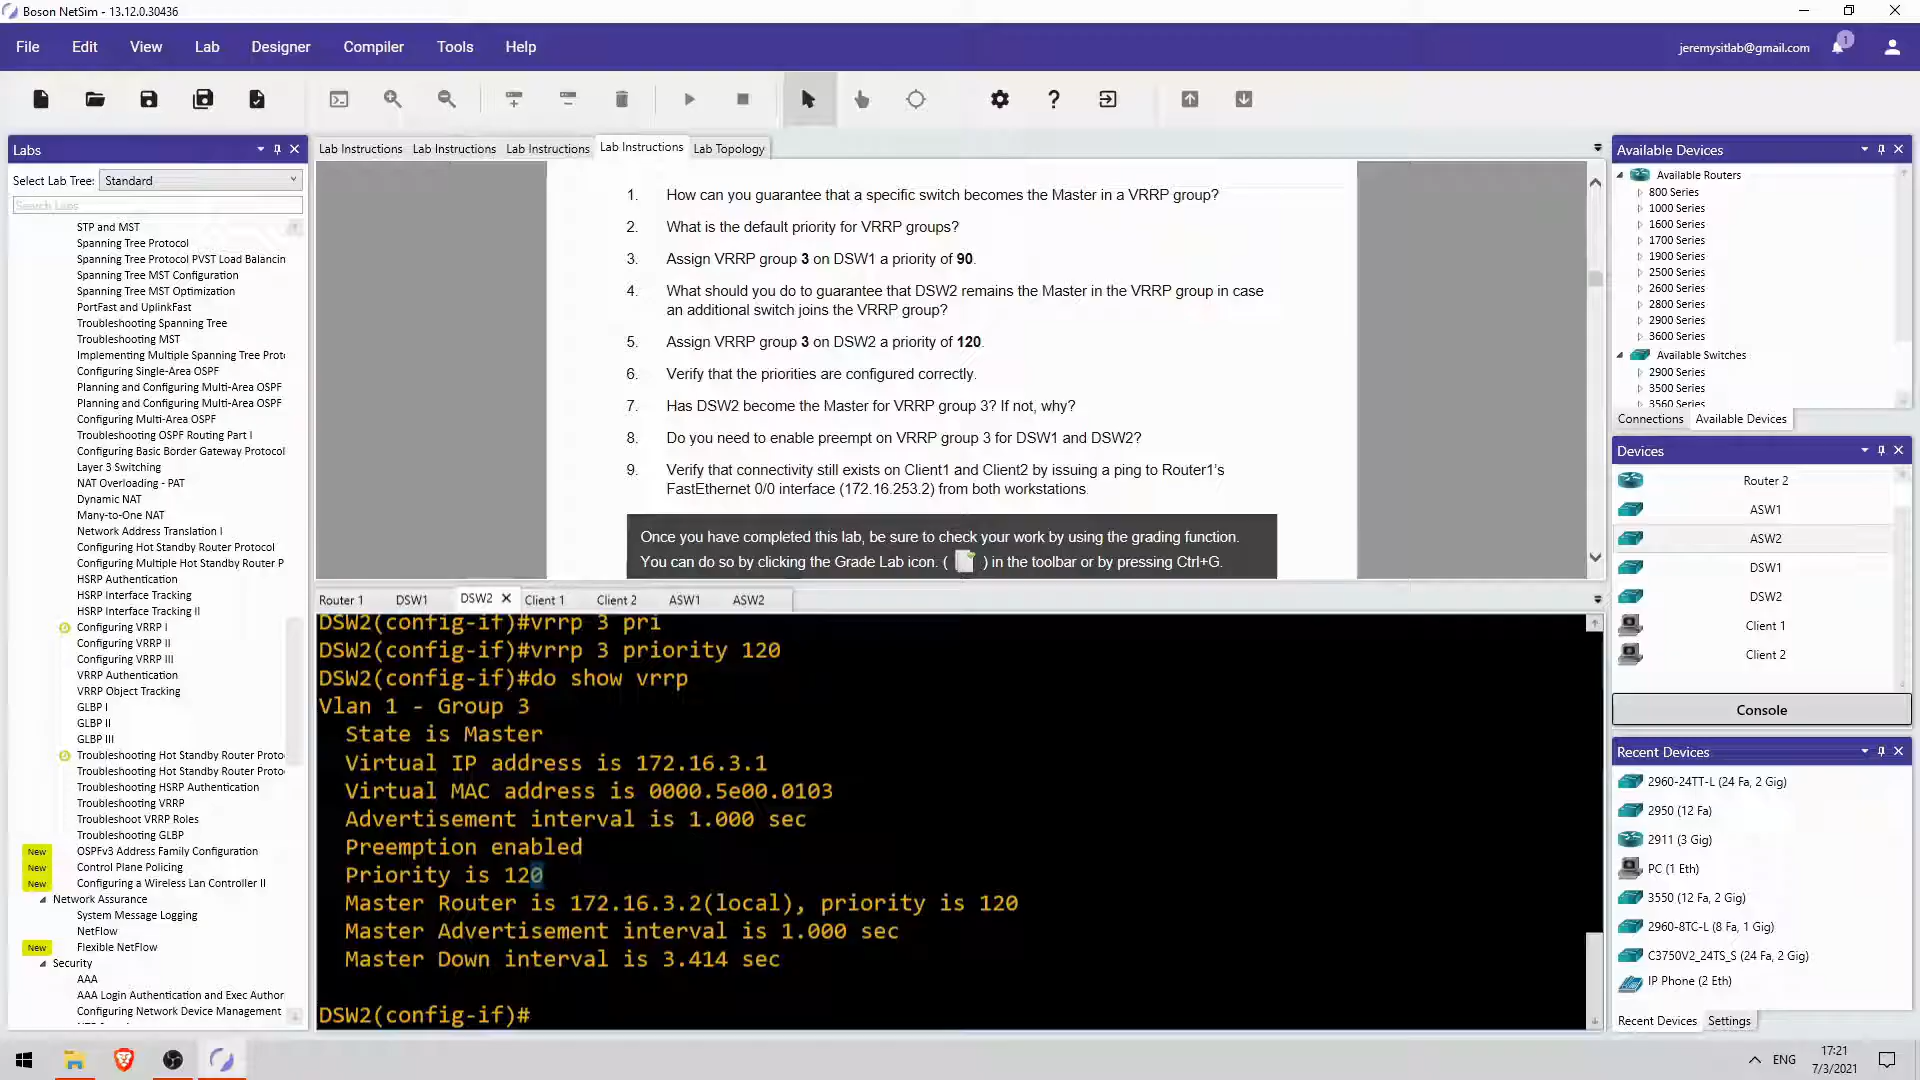 Boson NetSim - 13.12.0.30436
File Edit View Lab Designer Compiler Tools Help
jeremysitlab@gmail.com
1
Labs
Select Lab Tree: Standard
Search Labs
STP and MST
Spanning Tree Protocol
Spanning Tree Protocol PVST Load Balancin
Spanning Tree MST Configuration
Spanning Tree MST Optimization
PortFast and UplinkFast
Troubleshooting Spanning Tree
Troubleshooting MST
Implementing Multiple Spanning Tree Proto
Configuring Single-Area OSPF
Planning and Configuring Multi-Area OSPF
Planning and Configuring Multi-Area OSPF
Configuring Multi-Area OSPF
Troubleshooting OSPF Routing Part I
Configuring Basic Border Gateway Protocol
Layer 3 Switching
NAT Overloading - PAT
Dynamic NAT
Many-to-One NAT
Network Address Translation I
Configuring Hot Standby Router Protocol
Configuring Multiple Hot Standby Router P
HSRP Authentication
HSRP Interface Tracking
HSRP Interface Tracking II
Configuring VRRP I
Configuring VRRP II
Configuring VRRP III
VRRP Authentication
VRRP Object Tracking
GLBP I
GLBP II
GLBP III
Troubleshooting Hot Standby Router Proto
Troubleshooting Hot Standby Router Proto
Troubleshooting HSRP Authentication
Troubleshooting VRRP
Troubleshoot VRRP Roles
Troubleshooting GLBP
New OSPFv3 Address Family Configuration
New Control Plane Policing
New Configuring a Wireless Lan Controller II
Network Assurance
System Message Logging
NetFlow
New Flexible NetFlow
Security
AAA
AAA Login Authentication and Exec Author
Configuring Network Device Management
Lab Instructions Lab Instructions Lab Instructions Lab Instructions Lab Topology
1. How can you guarantee that a specific switch becomes the Master in a VRRP group?
2. What is the default priority for VRRP groups?
3. Assign VRRP group 3 on DSW1 a priority of 90.
4. What should you do to guarantee that DSW2 remains the Master in the VRRP group in case
an additional switch joins the VRRP group?
5. Assign VRRP group 3 on DSW2 a priority of 120.
6. Verify that the priorities are configured correctly.
7. Has DSW2 become the Master for VRRP group 3? If not, why?
8. Do you need to enable preempt on VRRP group 3 for DSW1 and DSW2?
9. Verify that connectivity still exists on Client1 and Client2 by issuing a ping to Router1's
FastEthernet 0/0 interface (172.16.253.2) from both workstations.
Once you have completed this lab, be sure to check your work by using the grading function.
You can do so by clicking the Grade Lab icon. ( ) in the toolbar or by pressing Ctrl+G.
Router 1 DSW1 DSW2 Client 1 Client 2 ASW1 ASW2
DSW2(config-if)#vrrp 3 pri
DSW2(config-if)#vrrp 3 priority 120
DSW2(config-if)#do show vrrp
Vlan 1 - Group 3
State is Master
Virtual IP address is 172.16.3.1
Virtual MAC address is 0000.5e00.0103
Advertisement interval is 1.000 sec
Preemption enabled
Priority is 120
Master Router is 172.16.3.2(local), priority is 120
Master Advertisement interval is 1.000 sec
Master Down interval is 3.414 sec
DSW2(config-if)#
Available Devices
Available Routers
800 Series
1000 Series
1600 Series
1700 Series
1900 Series
2500 Series
2600 Series
2800 Series
2900 Series
3600 Series
Available Switches
2900 Series
3500 Series
3560 Series
Connections Available Devices
Devices
Router 2
ASW1
ASW2
DSW1
DSW2
Client 1
Client 2
Console
Recent Devices
2960-24TT-L (24 Fa, 2 Gig)
2950 (12 Fa)
2911 (3 Gig)
PC (1 Eth)
3550 (12 Fa, 2 Gig)
2960-8TC-L (8 Fa, 1 Gig)
C3750V2_24TS_S (24 Fa, 2 Gig)
IP Phone (2 Eth)
Recent Devices Settings
ENG
17:21
7/3/2021